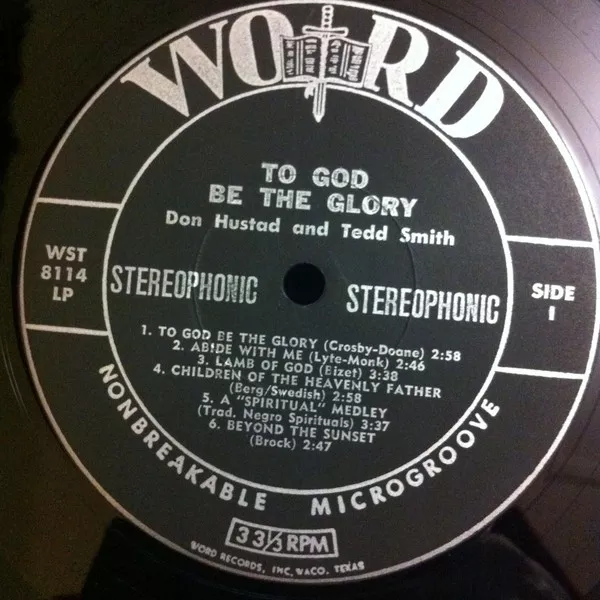 WORD
TO GOD
BE THE GLORY
Don Hustad and Tedd Smith
WST
8114
LP
STEREOPHONIC
STEREOPHONIC
SIDE
1
1. TO GOD BE THE GLORY (Crosby-Doane) 2:58
2. ABIDE WITH ME (Lyte-Monk) 2:46
3. LAMB OF GOD (Bizet) 3:38
4. CHILDREN OF THE HEAVENLY FATHER
(Berg/Swedish) 2:58
5. A "SPIRITUAL" MEDLEY
(Trad. Negro Spirituals) 3:37
6. BEYOND THE SUNSET
(Brock) 2:47
NONBREAKABLE MICROGROOVE
33 1/3 RPM
WORD RECORDS, INC. WACO, TEXAS